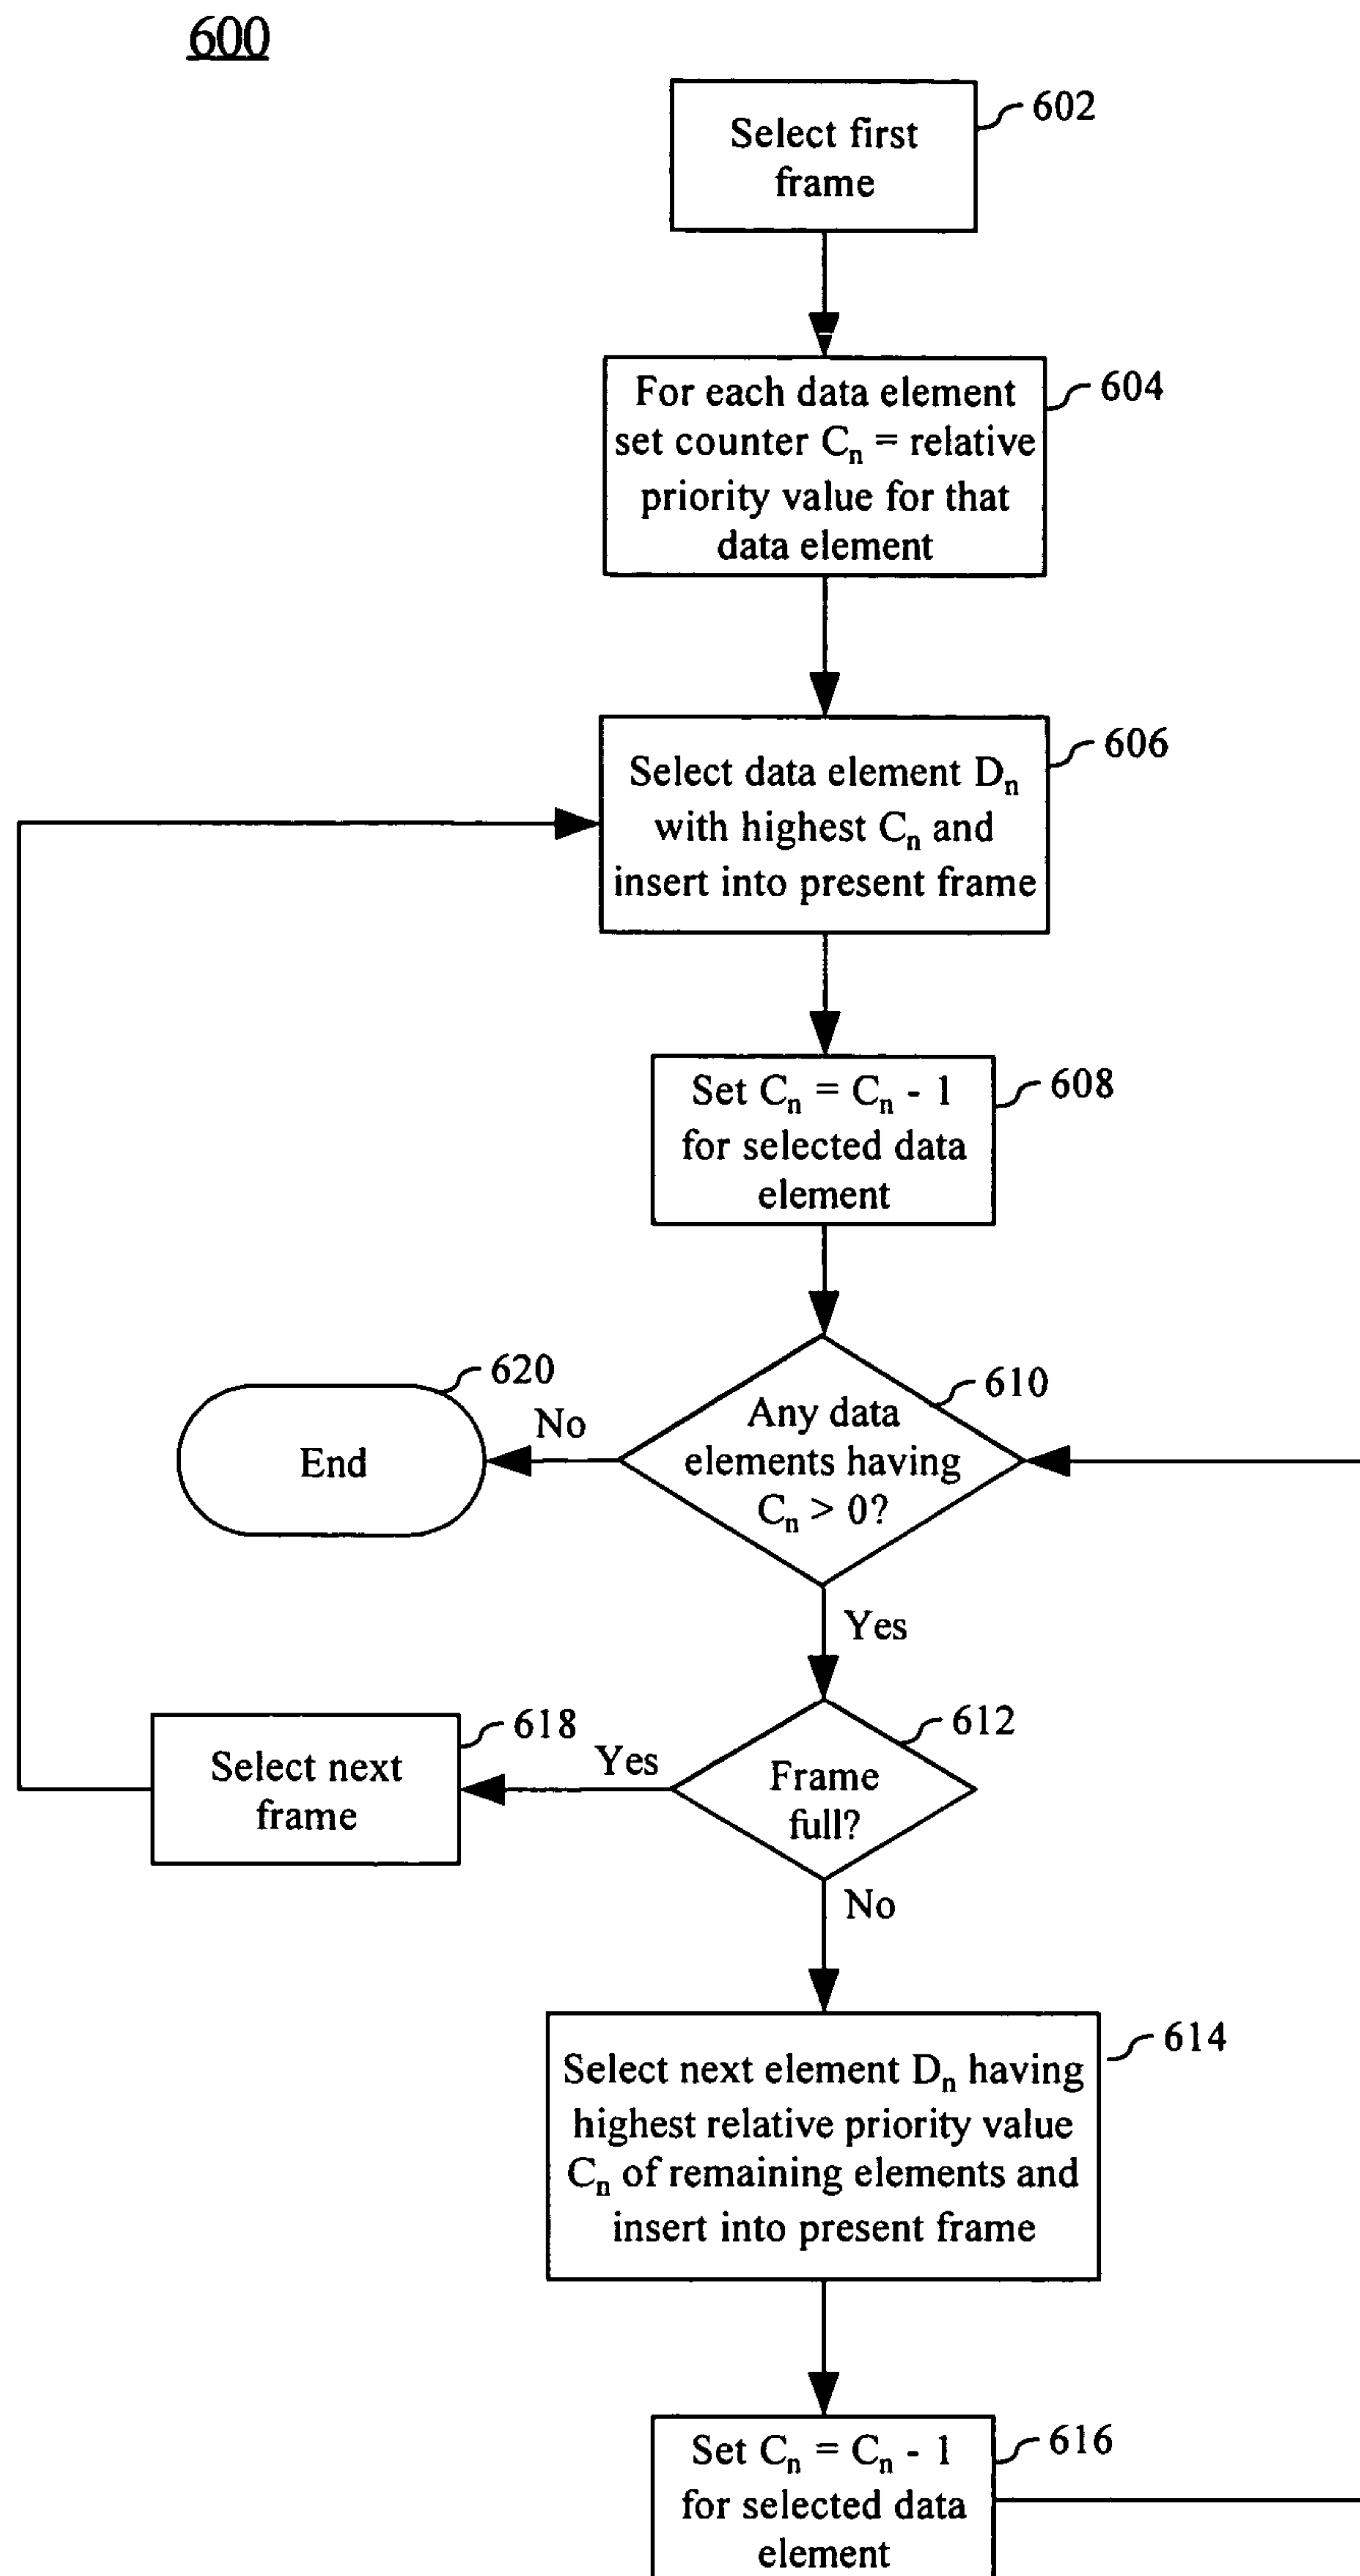 600
Select first
frame
602
For each data element
set counter Cn = relative
priority value for that
data element
604
Select data element Dn
with highest Cn and
insert into present frame
606
Set Cn = Cn - 1
for selected data
element
608
Any data
elements having
Cn > 0?
610
No
End
620
Yes
Frame
full?
612
Yes
Select next
frame
618
No
Select next element Dn having
highest relative priority value
Cn of remaining elements and
insert into present frame
614
Set Cn = Cn - 1
for selected data
element
616